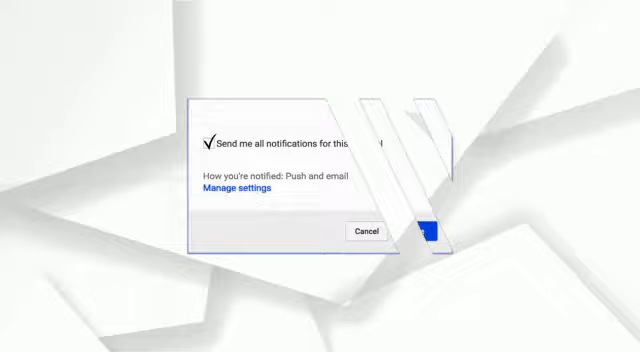 Send me all notifications for this
How you're notified: Push and email
Manage settings
Cancel